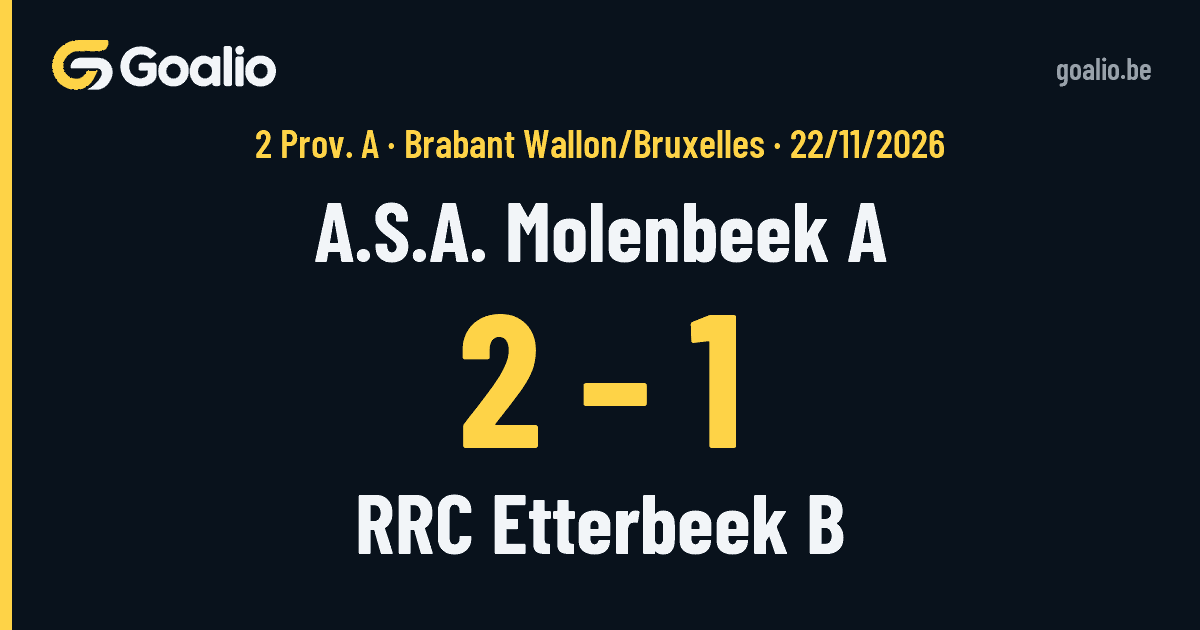 Goalio
goalio.be
2 Prov. A · Brabant Wallon/Bruxelles · 22/11/2026
A.S.A. Molenbeek A
2 – 1
RRC Etterbeek B